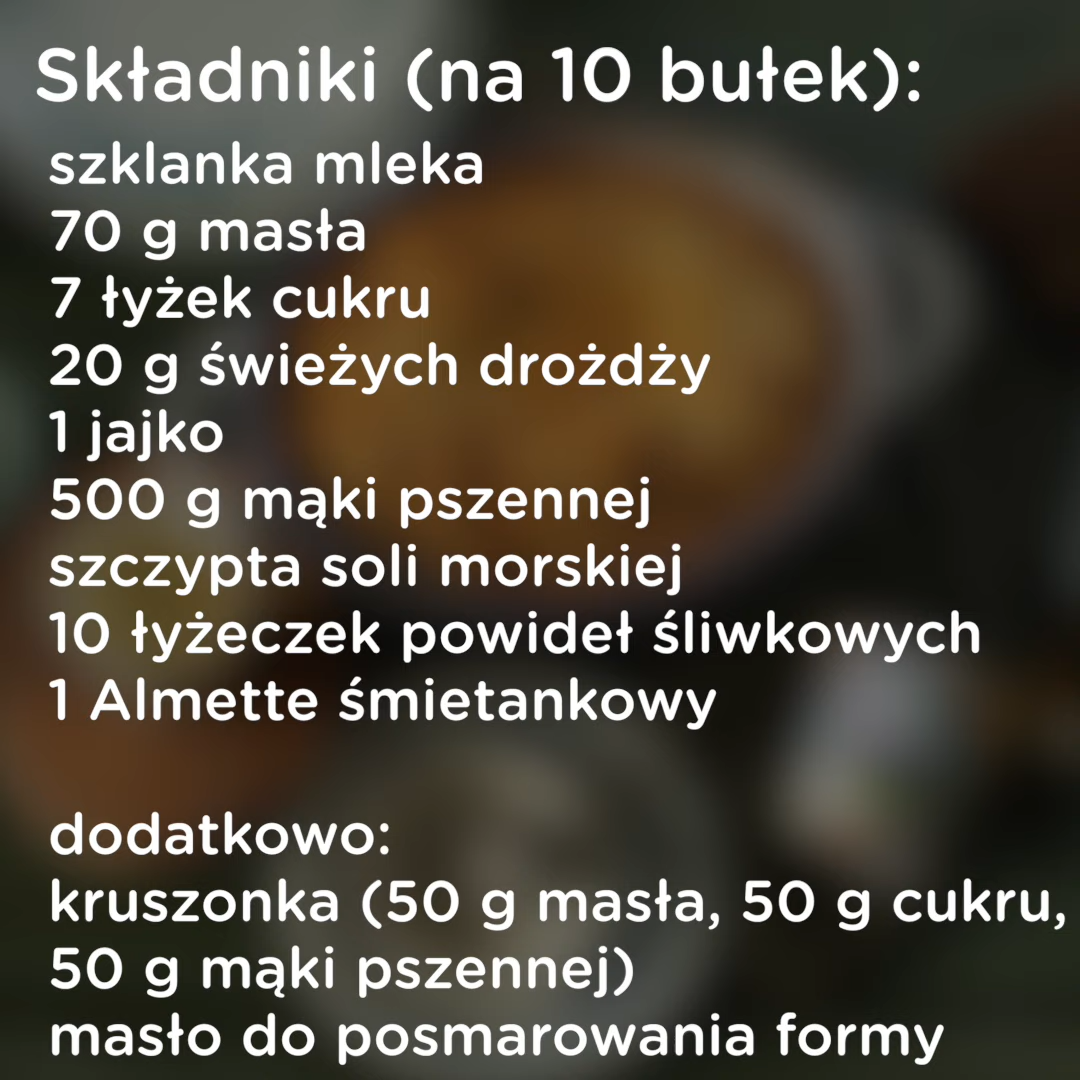 Składniki (na 10 bułek):
szklanka mleka
70 g masła
7 łyżek cukru
20 g świeżych drożdży
1 jajko
500 g mąki pszennej
szczypta soli morskiej
10 łyżeczek powideł śliwkowych
1 Almette śmietankowy
dodatkowo:
kruszonka (50 g masła, 50 g cukru,
50 g mąki pszennej)
masło do posmarowania formy